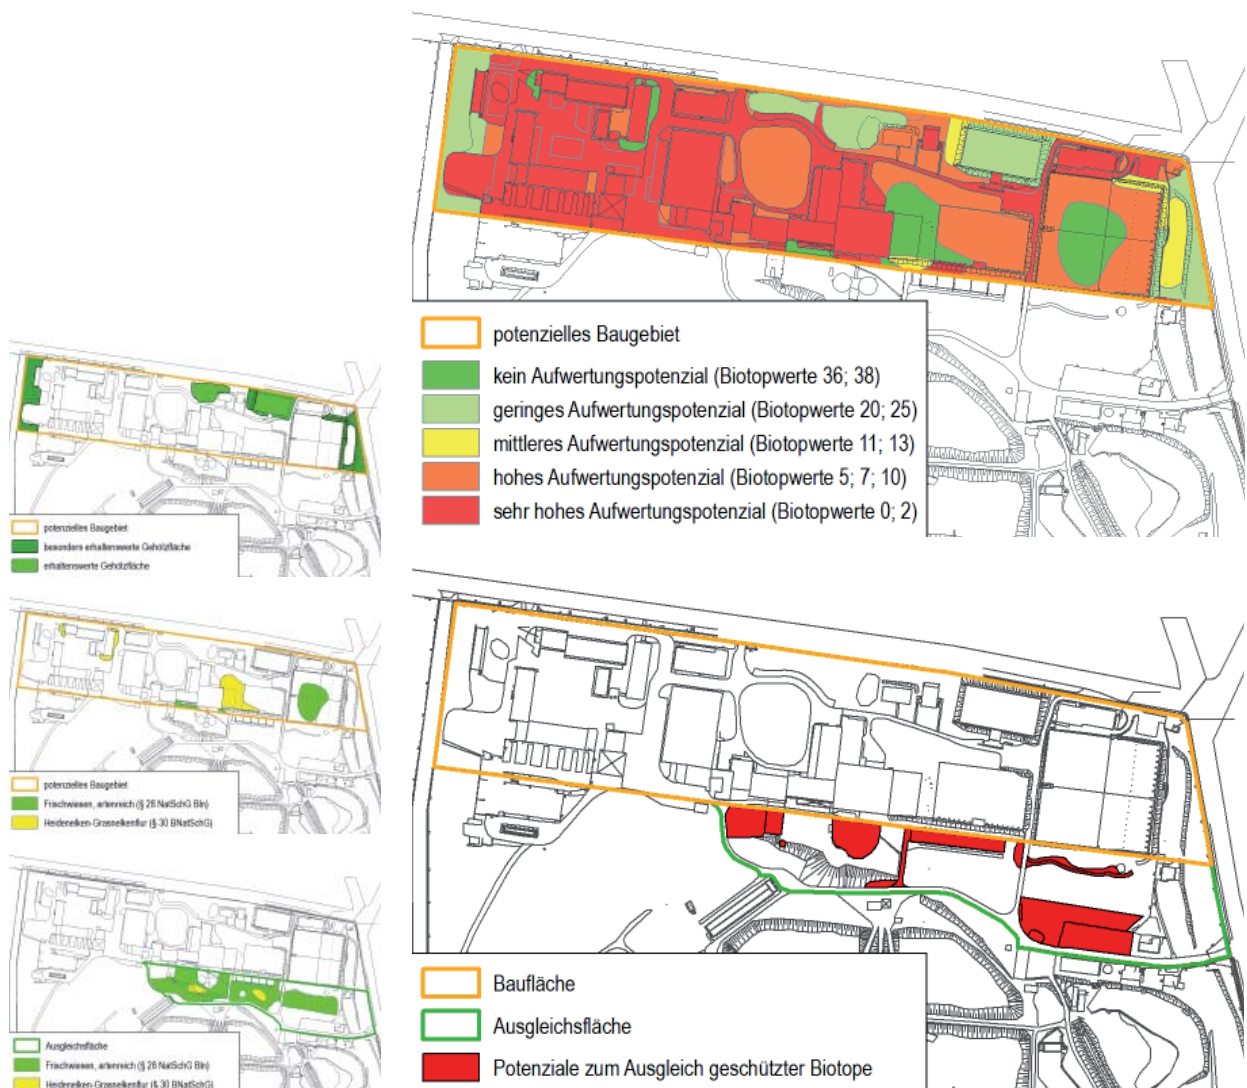 potenzielles Baugebiet
kein Aufwertungspotenzial (Biotopwerte 36; 38)
geringes Aufwertungspotenzial (Biotopwerte 20; 25)
mittleres Aufwertungspotenzial (Biotopwerte 11; 13)
hohes Aufwertungspotenzial (Biotopwerte 5; 7; 10)
sehr hohes Aufwertungspotenzial (Biotopwerte 0; 2)
potenzielles Baugebiet
besonders erhaltenswerte Gehölzfläche
erhaltenswerte Gehölzfläche
potenzielles Baugebiet
Frischwiesen, artenreich (§ 28 NatSchG Bln)
Heidenelken-Grasnelkenflur (§ 30 BNatSchG)
Ausgleichsfläche
Frischwiesen, artenreich (§ 28 NatSchG Bln)
Heidenelken-Grasnelkenflur (§ 30 BNatSchG)
Baufläche
Ausgleichsfläche
Potenziale zum Ausgleich geschützter Biotope